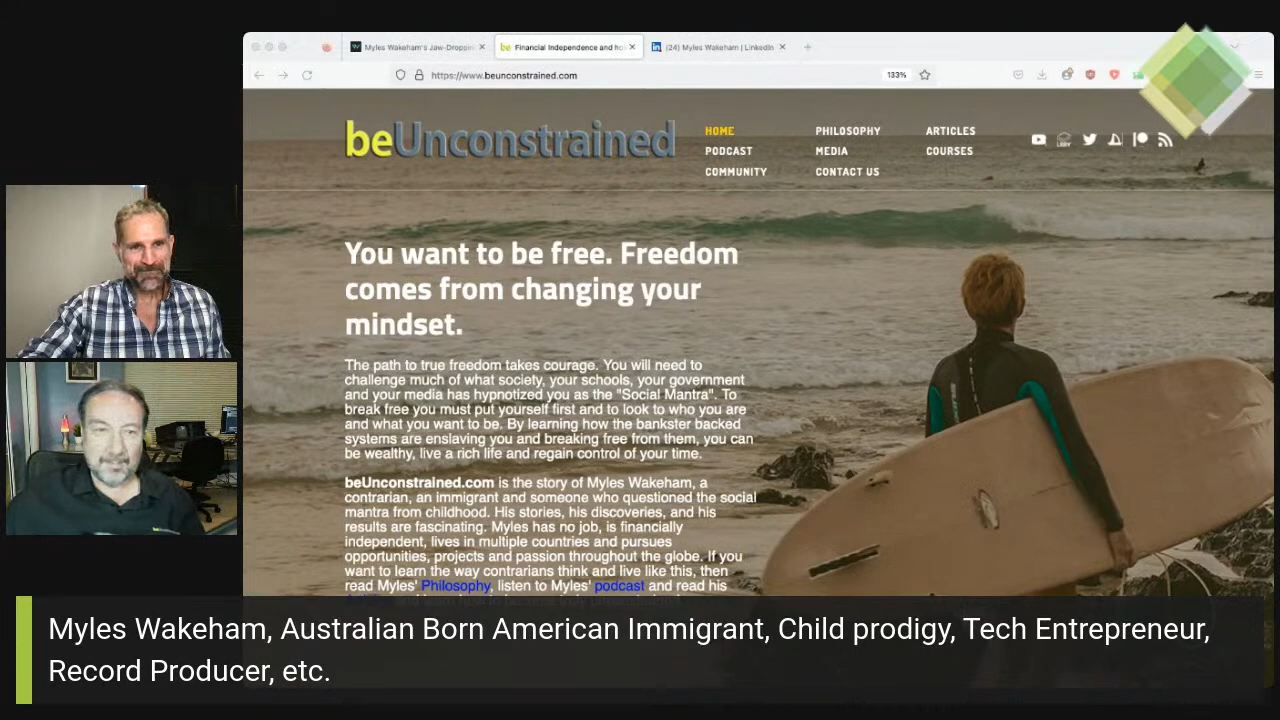 Myles Wakeham's Jaw-Droppin
Financial Independence and ho
(24) Myles Wakeham | LinkedIn
https://www.beunconstrained.com
133%
beUnconstrained
HOME
PHILOSOPHY
ARTICLES
PODCAST
MEDIA
COURSES
COMMUNITY
CONTACT US
You want to be free. Freedom
comes from changing your
mindset.
The path to true freedom takes courage. You will need to
challenge much of what society, your schools, your government
and your media has hypnotized you as the "Social Mantra". To
break free you must put yourself first and to look to who you are
and what you want to be. By learning how the bankster backed
systems are enslaving you and breaking free from them, you can
be wealthy, live a rich life and regain control of your time.
beUnconstrained.com is the story of Myles Wakeham, a
contrarian, an immigrant and someone who questioned the social
mantra from childhood. His stories, his discoveries, and his
results are fascinating. Myles has no job, is financially
independent, lives in multiple countries and pursues
opportunities, projects and passion throughout the globe. If you
want to learn the way contrarians think and live like this, then
read Myles' Philosophy, listen to Myles' podcast and read his
Myles Wakeham, Australian Born American Immigrant, Child prodigy, Tech Entrepreneur,
Record Producer, etc.